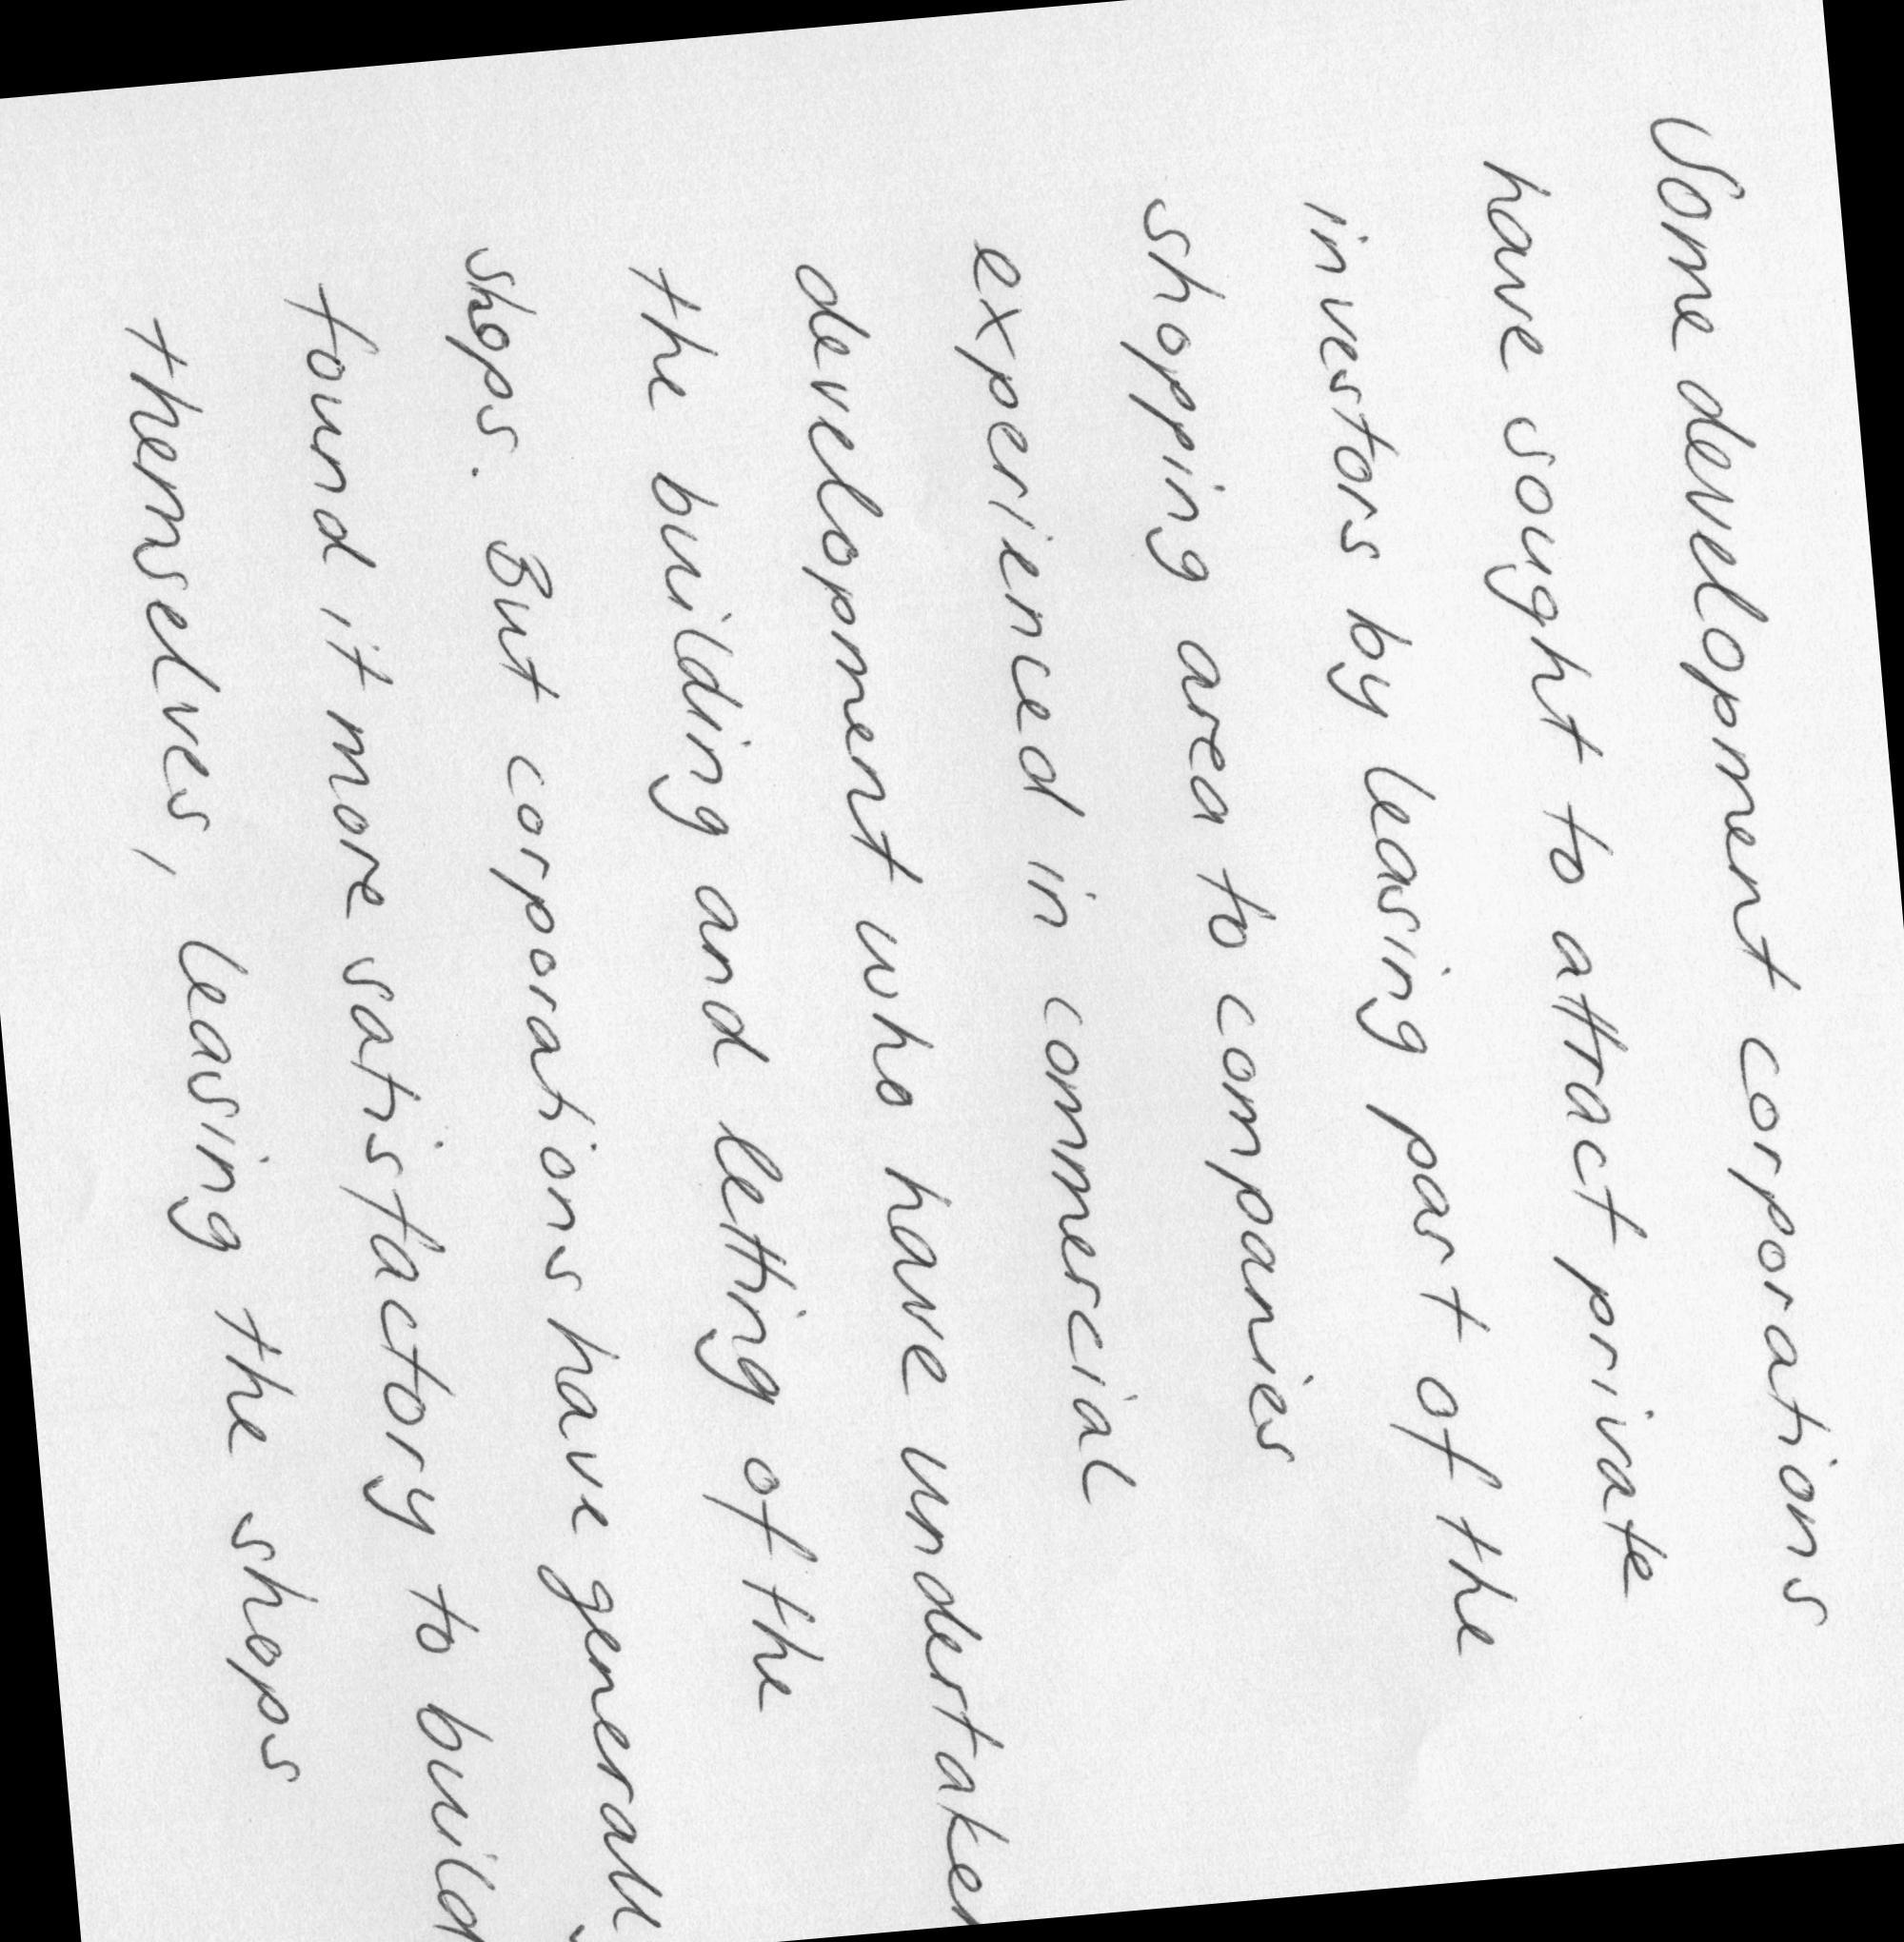 Some development corporations
have sought to attract private
investors by leasing part of the
shopping area to companies
experienced in commercial
development who have undertaken
the building and letting of the
shops. But corporations have generally
found it more satisfactory to build
themselves, leasing the shops